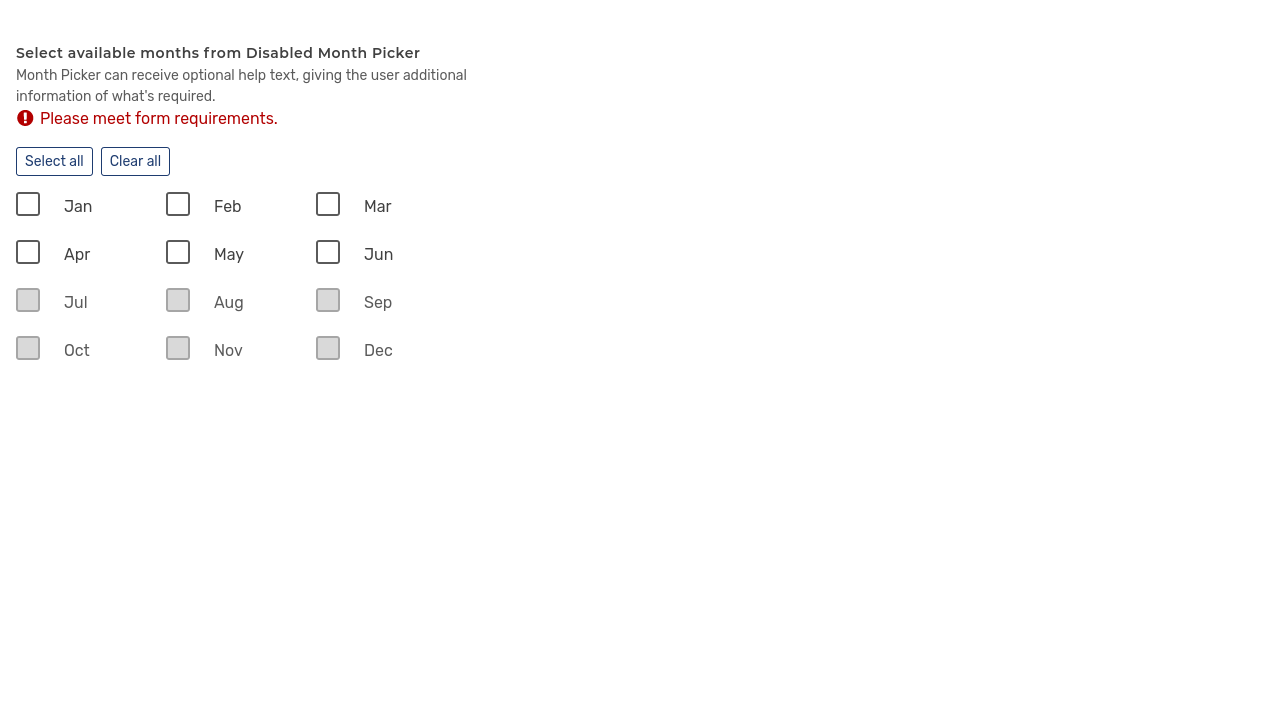 Select available months from Disabled Month Picker
Month Picker can receive optional help text, giving the user additional
information of what's required.
Please meet form requirements.
Select all Clear all
Jan Feb Mar
Apr May Jun
Jul Aug Sep
Oct Nov Dec